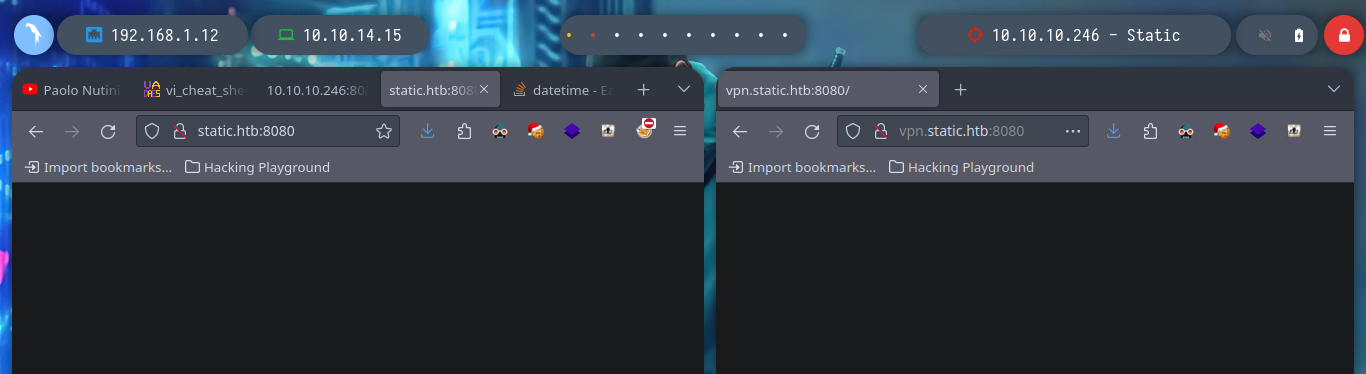 192.168.1.12
10.10.14.15
10.10.10.246 - Static
Paolo Nutini
vi_cheat_she
10.10.10.246:808
static.htb:808
datetime - Ea
vpn.static.htb:8080/
static.htb:8080
vpn.static.htb:8080
Import bookmarks...
Hacking Playground
Import bookmarks...
Hacking Playground